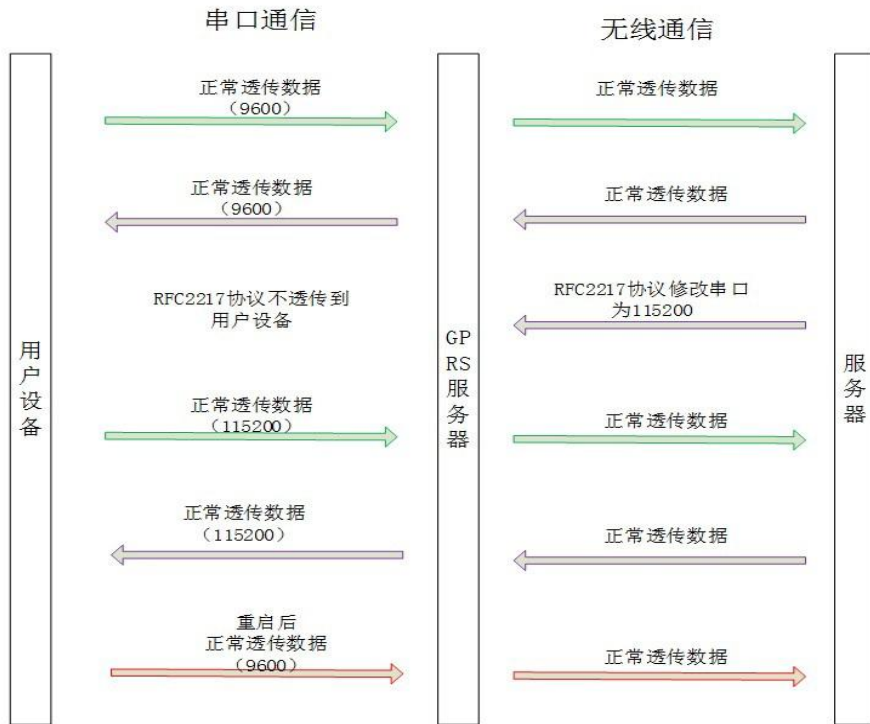 串口通信
无线通信
正常透传数据
（9600）
正常透传数据
正常透传数据
（9600）
正常透传数据
RFC2217协议不透传到
用户设备
RFC2217协议修改串口
为115200
用户设备
GP
RS
服
务
器
服务器
正常透传数据
（115200）
正常透传数据
正常透传数据
（115200）
正常透传数据
重启后
正常透传数据
（9600）
正常透传数据